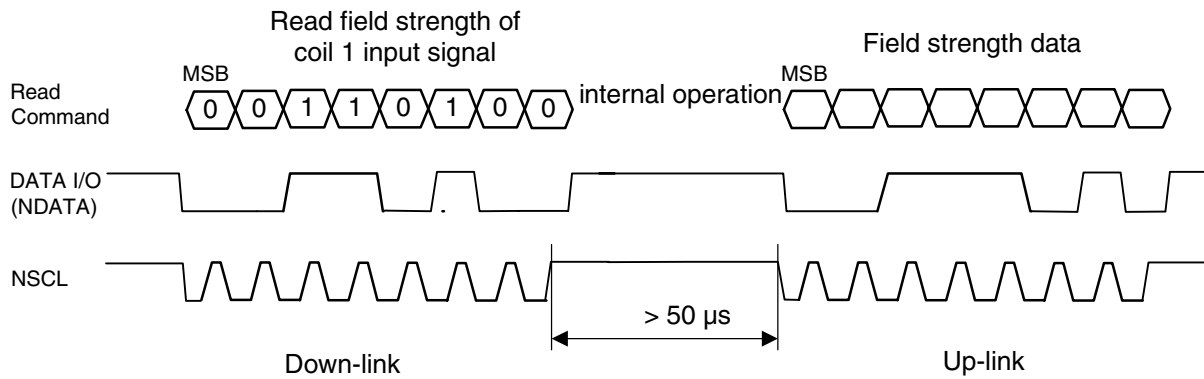 Read field strength of
coil 1 input signal
Field strength data
MSB
MSB
Read
Command
0 0 1 1 0 1 0 0
internal operation
DATA I/O
(NDATA)
NSCL
> 50 µs
Down-link
Up-link